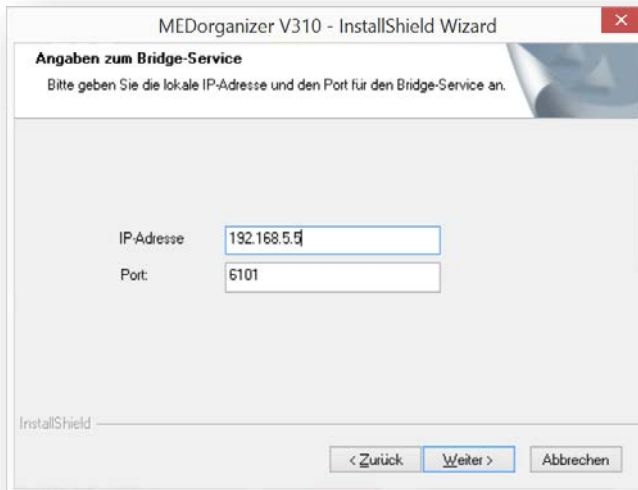 MEDorganizer V310 - InstallShield Wizard
Angaben zum Bridge-Service
Bitte geben Sie die lokale IP-Adresse und den Port für den Bridge-Service an.
IP-Adresse 192.168.5.5
Port: 6101
InstallShield
< Zurück Weiter > Abbrechen